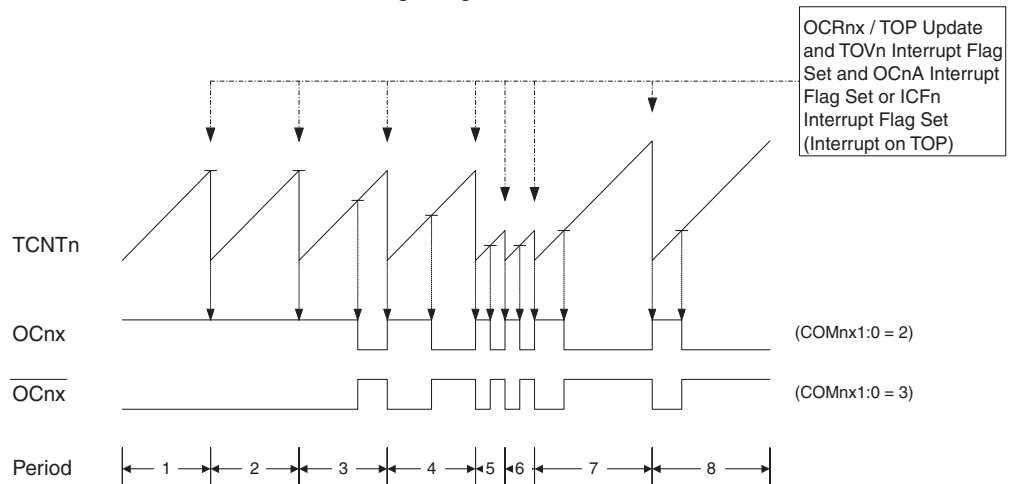 OCRnx / TOP Update
and TOVn Interrupt Flag
Set and OCnA Interrupt
Flag Set or ICFn
Interrupt Flag Set
(Interrupt on TOP)
TCNTn
OCnx (COMnx1:0 = 2)
OCnx (COMnx1:0 = 3)
Period 1 2 3 4 5 6 7 8